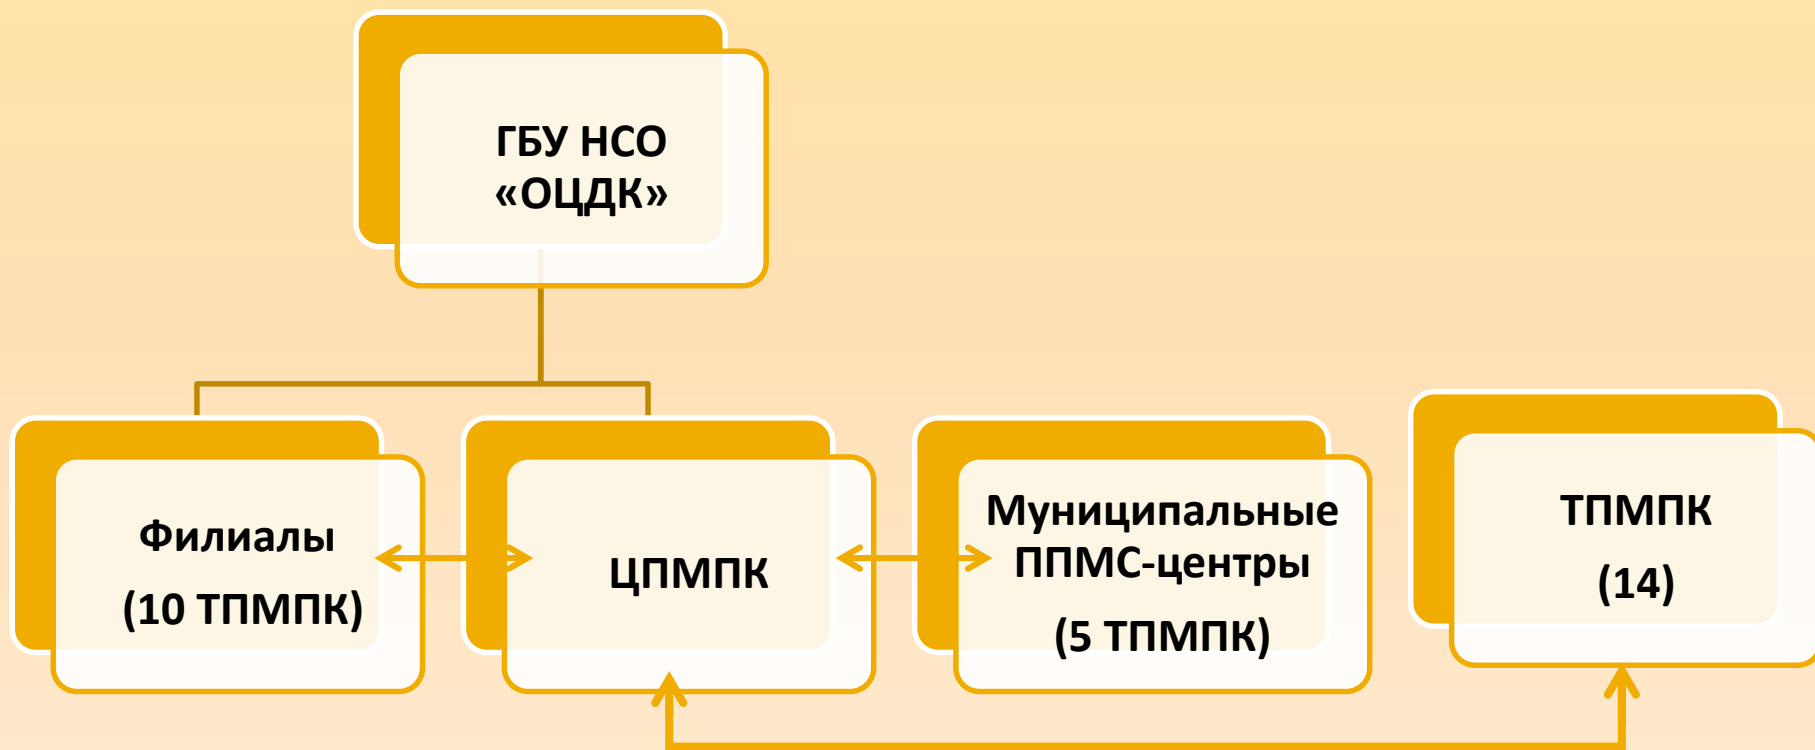 ГБУ НСО
«ОЦДК»
Филиалы
(10 ТПМПК)
ЦПМПК
Муниципальные
ППМС-центры
(5 ТПМПК)
ТПМПК
(14)